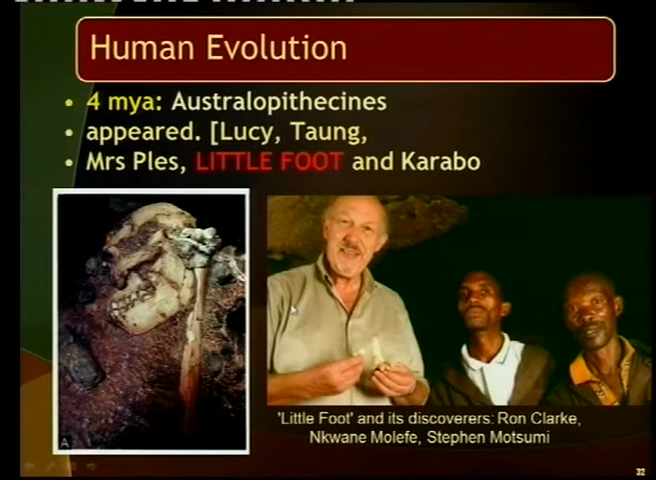 Human Evolution
• 4 mya: Australopithecines
• appeared. [Lucy, Taung,
• Mrs Ples, LITTLE FOOT and Karabo
A
'Little Foot' and its discoverers: Ron Clarke,
Nkwane Molefe, Stephen Motsumi
32